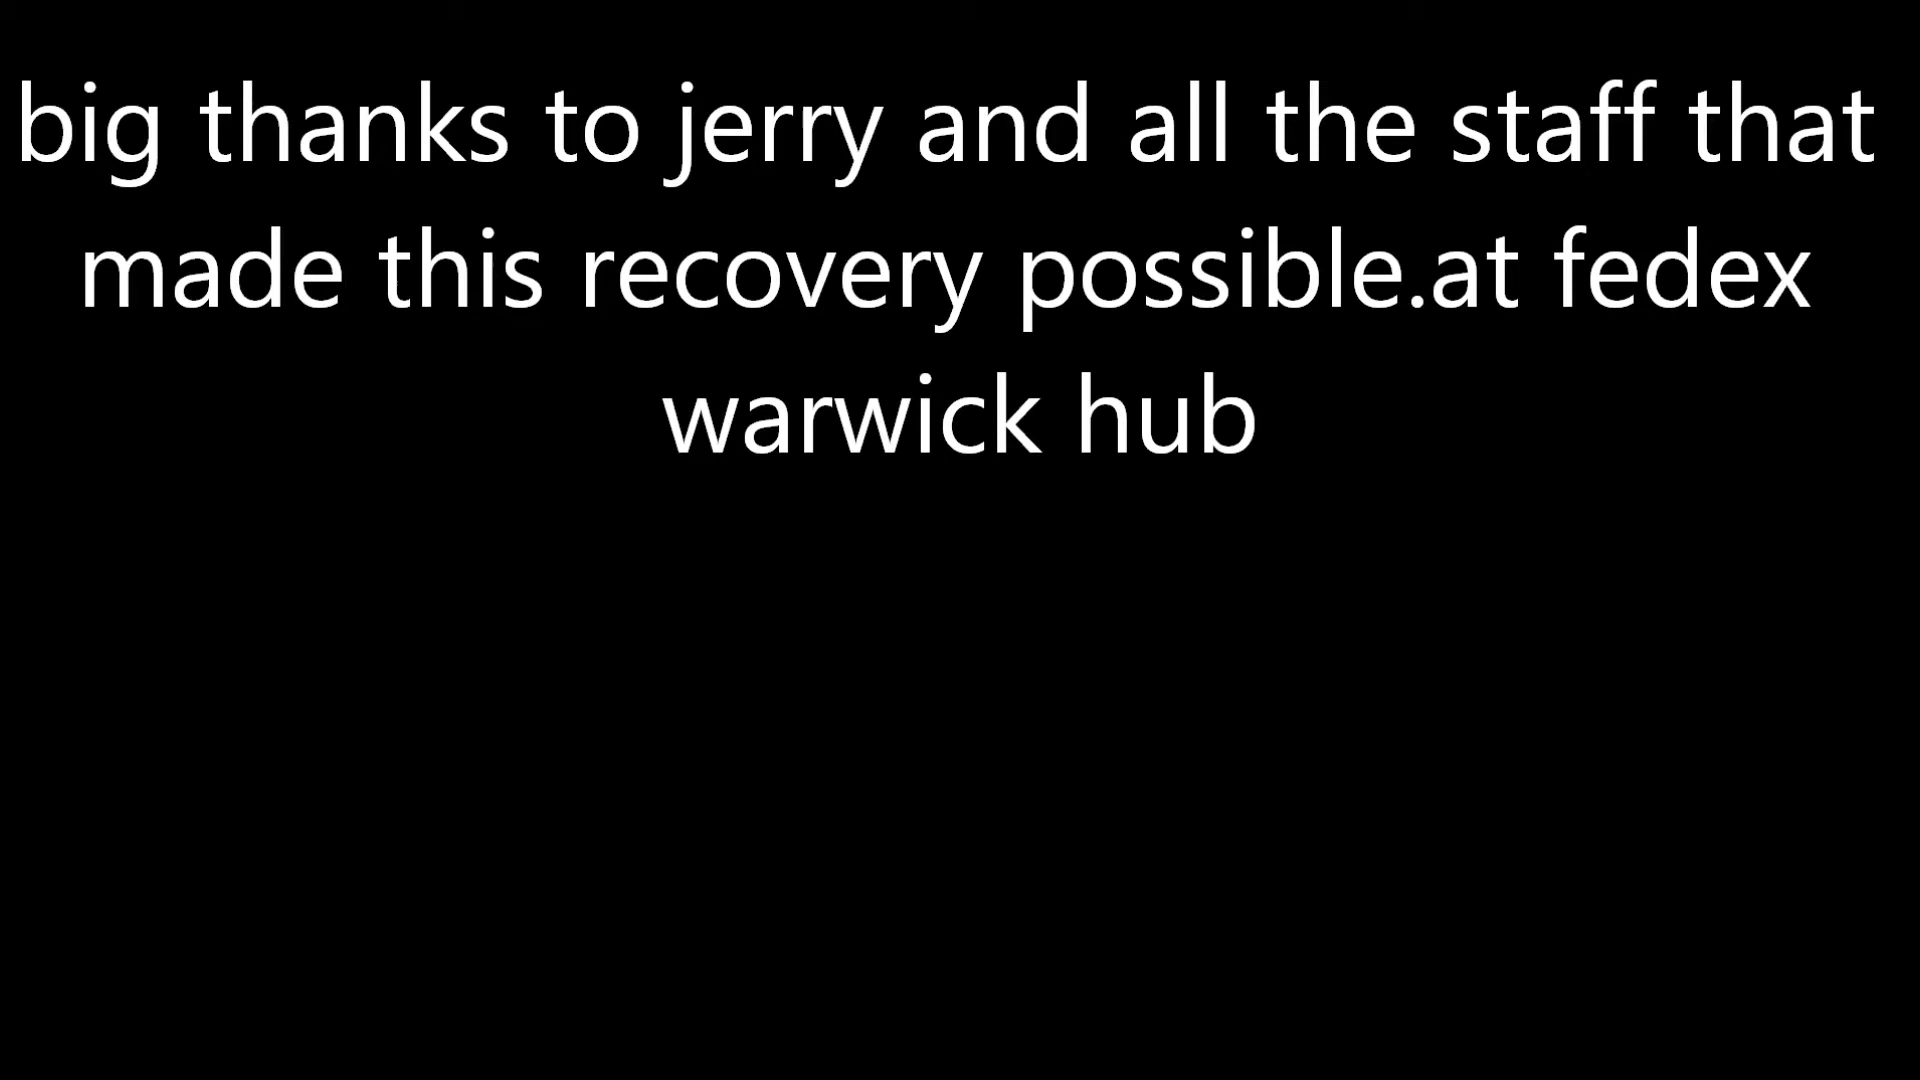 big thanks to jerry and all the staff that
made this recovery possible.at fedex
warwick hub